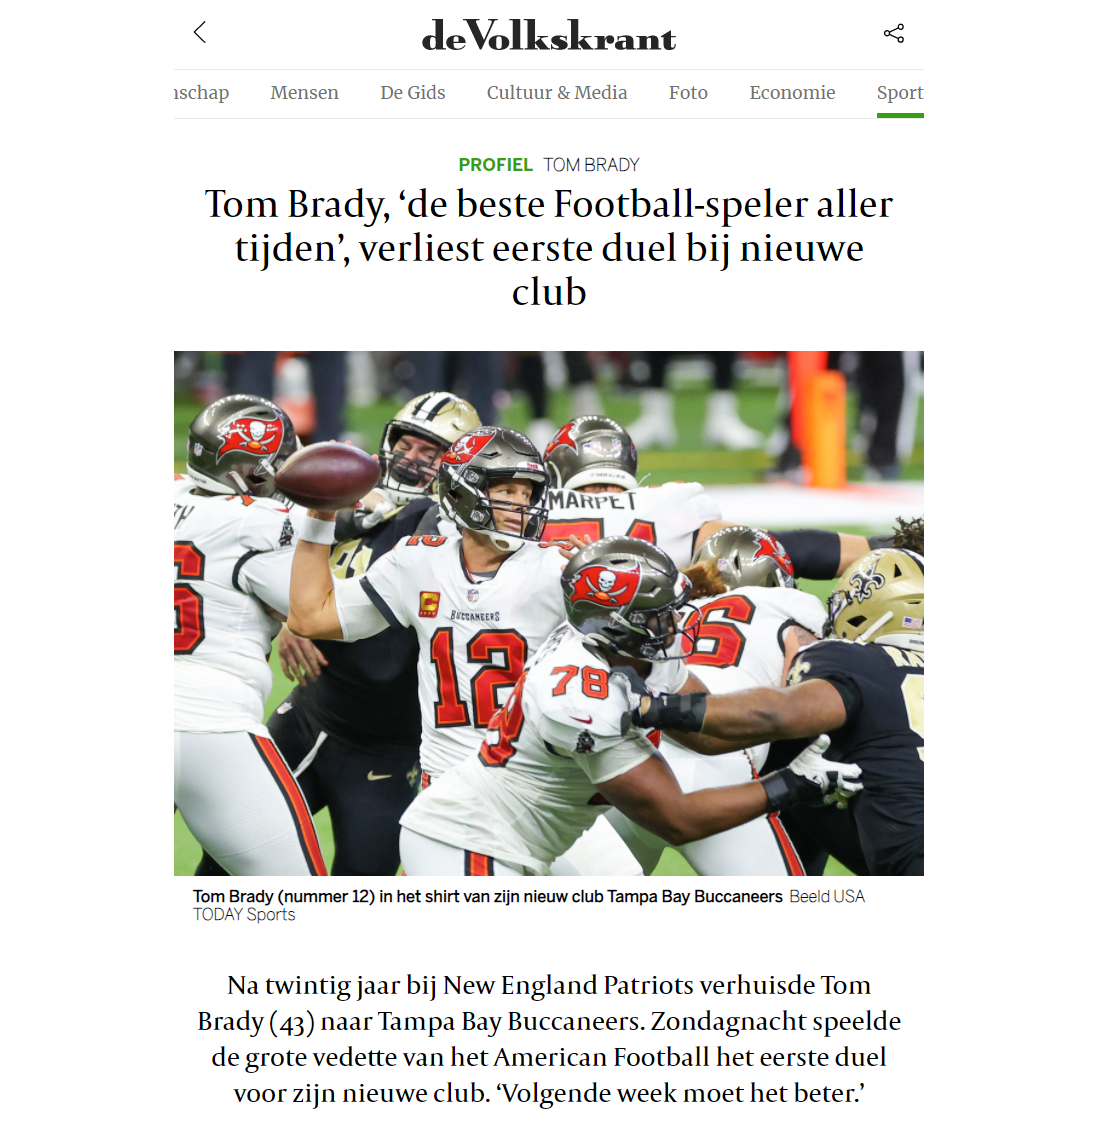 deVolkskrant
nschap Mensen De Gids Cultuur & Media Foto Economie Sport
PROFIEL TOM BRADY
Tom Brady, ‘de beste Football-speler aller
tijden’, verliest eerste duel bij nieuwe
club
MARPET
BUCCANEERS
12
78
6
Tom Brady (nummer 12) in het shirt van zijn nieuw club Tampa Bay Buccaneers Beeld USA
TODAY Sports
Na twintig jaar bij New England Patriots verhuisde Tom
Brady (43) naar Tampa Bay Buccaneers. Zondagnacht speelde
de grote vedette van het American Football het eerste duel
voor zijn nieuwe club. ‘Volgende week moet het beter.’